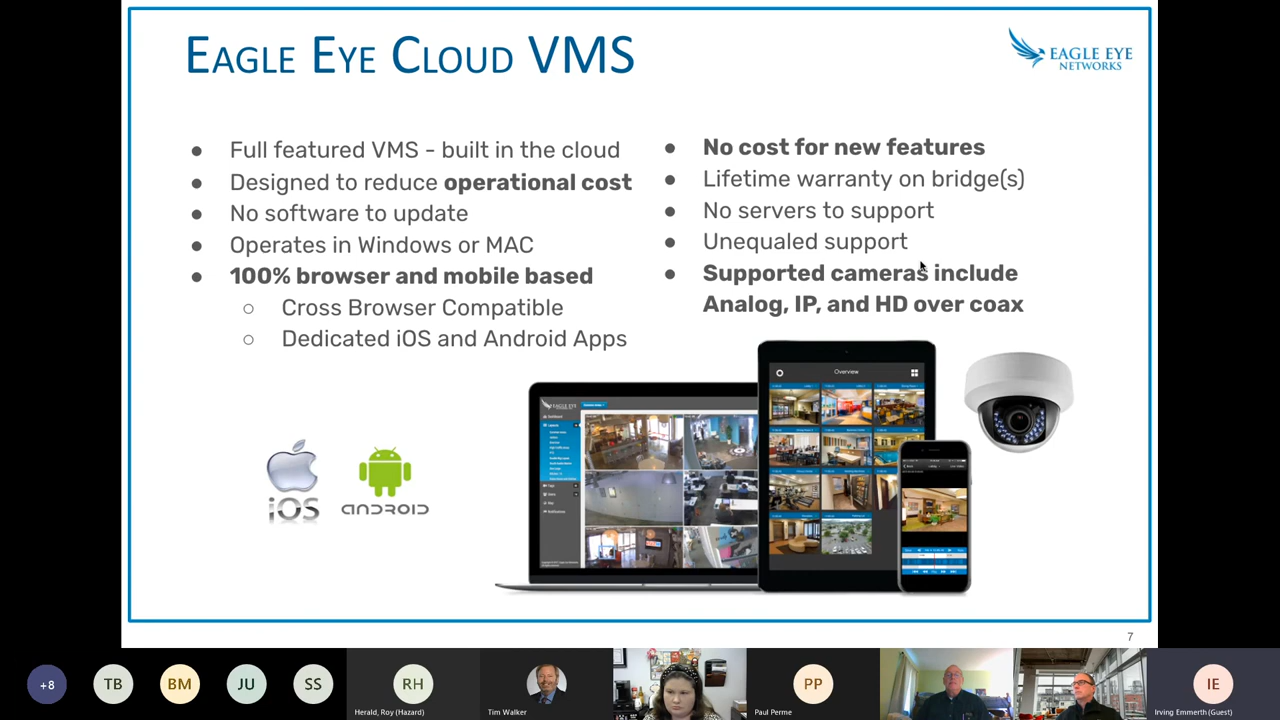 EAGLE EYE CLOUD VMS
EAGLE EYE
NETWORKS
● Full featured VMS - built in the cloud
● Designed to reduce operational cost
● No software to update
● Operates in Windows or MAC
● 100% browser and mobile based
○ Cross Browser Compatible
○ Dedicated iOS and Android Apps
● No cost for new features
● Lifetime warranty on bridge(s)
● No servers to support
● Unequaled support
● Supported cameras include
Analog, IP, and HD over coax
iOS
ANDROID
EAGLE EYE
Overview
7
+8
TB
BM
JU
SS
RH
Herald, Roy (Hazard)
Tim Walker
PP
Paul Perme
IE
Irving Emmerth (Guest)